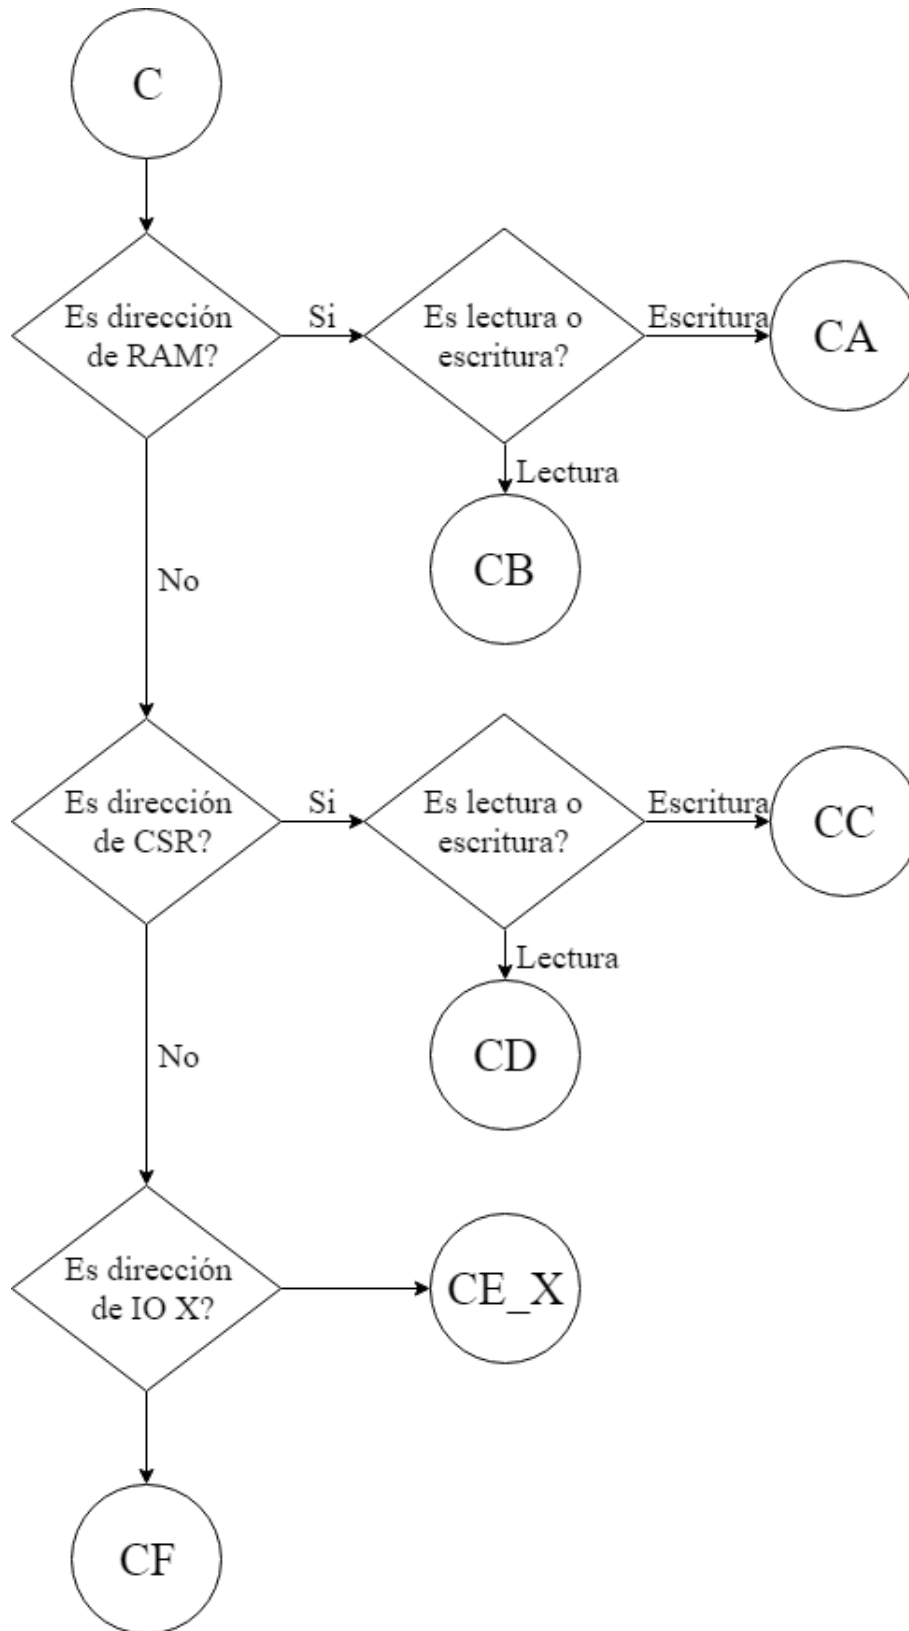 C
Es dirección
de RAM?
Si
Es lectura o
escritura?
Escritura
CA
Lectura
CB
No
Es dirección
de CSR?
Si
Es lectura o
escritura?
Escritura
CC
Lectura
CD
No
Es dirección
de IO X?
CE_X
CF